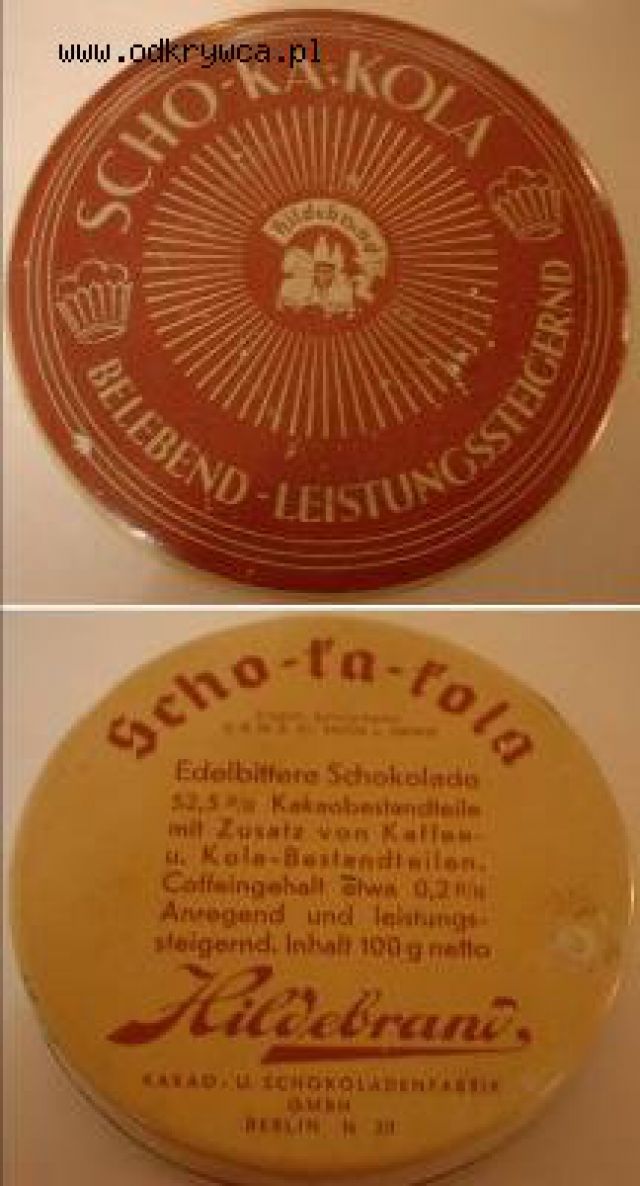 www.odkrywca.pl
SCHO-KA-KOLA
hildebrand
BELEBEND-LEISTUNGSSTEIGERND
Scho-ka-kola
Edelbittere Schokolade
52,5 % Kakaobestandteile
mit Zusatz von Kaffee-
u. Kola-Bestandteilen.
Coffeingehalt etwa 0,2 %
Anregend und leistungs-
steigernd. Inhalt 100 g netto
Hildebrand
KAKAO- U. SCHOKOLADENFABRIK
GMBH
BERLIN N 20